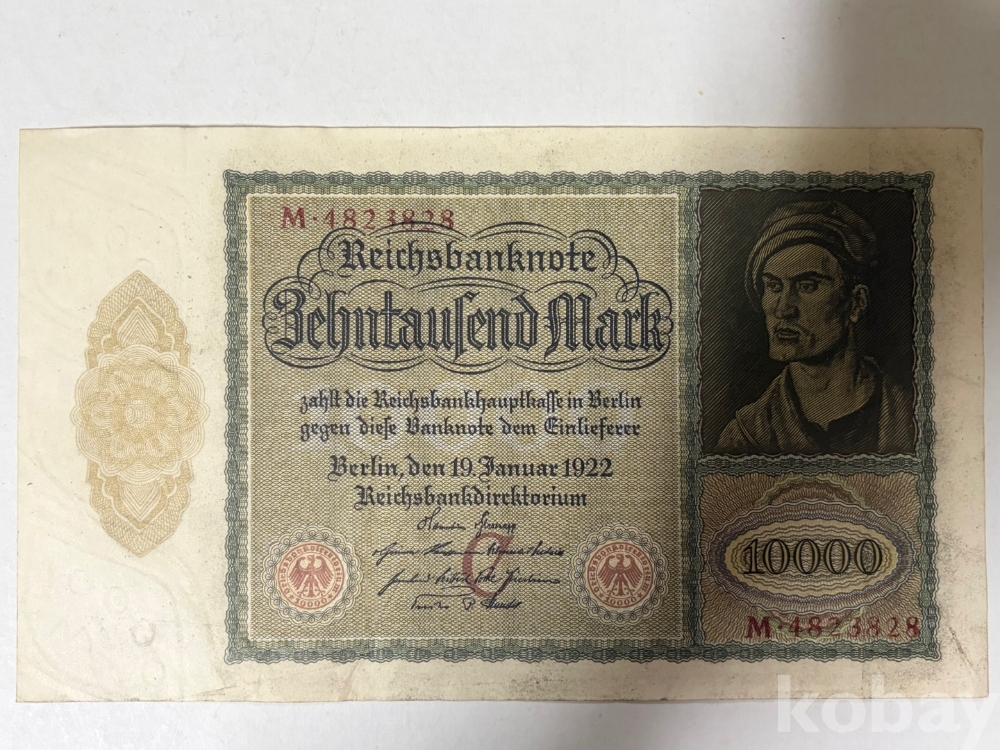 M·4823828
Reichsbanknote
Zehntauſend Mark
zahlt die Reichsbankhauptkaſſe in Berlin
gegen dieſe Banknote dem Einlieferer
Berlin, den 19. Januar 1922
Reichsbankdirektorium
C
10000
M·4823828
kobay